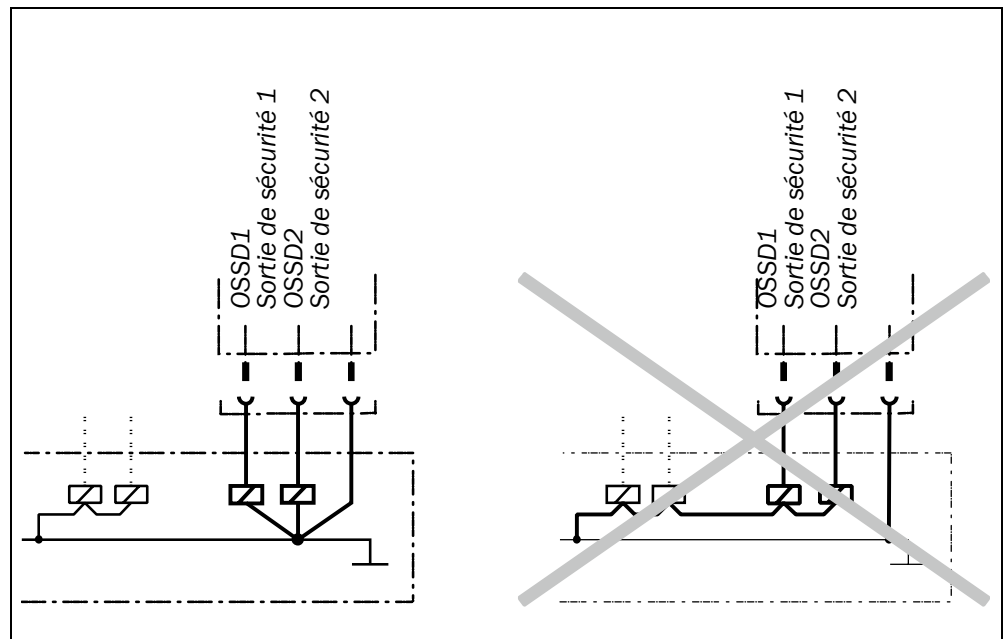 OSSD1
Sortie de sécurité 1
OSSD2
Sortie de sécurité 2
OSSD1
Sortie de sécurité 1
OSSD2
Sortie de sécurité 2